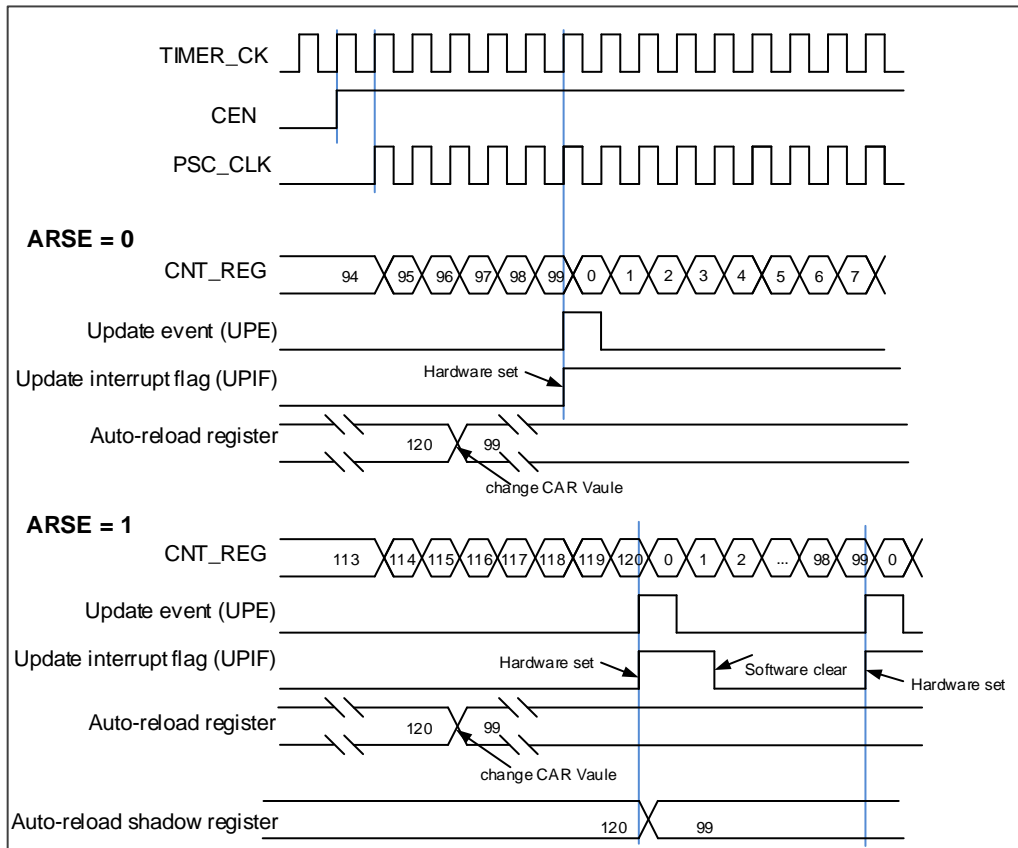 TIMER_CK
CEN
PSC_CLK
ARSE = 0
CNT_REG 94 95 96 97 98 99 0 1 2 3 4 5 6 7
Update event (UPE)
Update interrupt flag (UPIF) Hardware set
Auto-reload register 120 99
change CAR Vaule
ARSE = 1
CNT_REG 113 114 115 116 117 118 119 120 0 1 2 ... 98 99 0
Update event (UPE)
Update interrupt flag (UPIF) Hardware set Software clear Hardware set
Auto-reload register 120 99
change CAR Vaule
Auto-reload shadow register 120 99